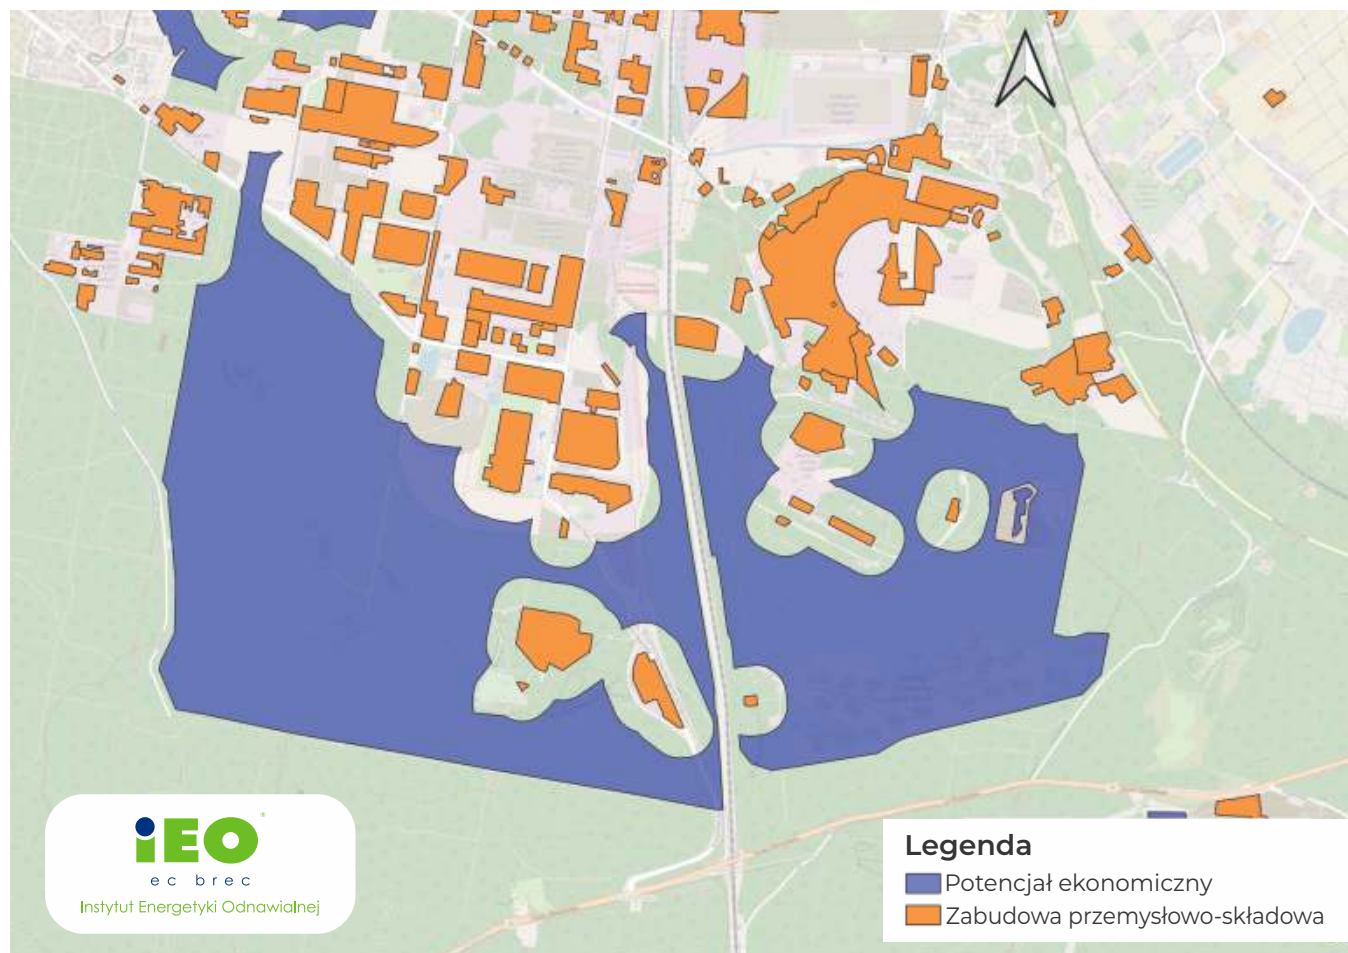 iEO®
ec brec
Instytut Energetyki Odnawialnej
Legenda
Potencjał ekonomiczny
Zabudowa przemysłowo-składowa